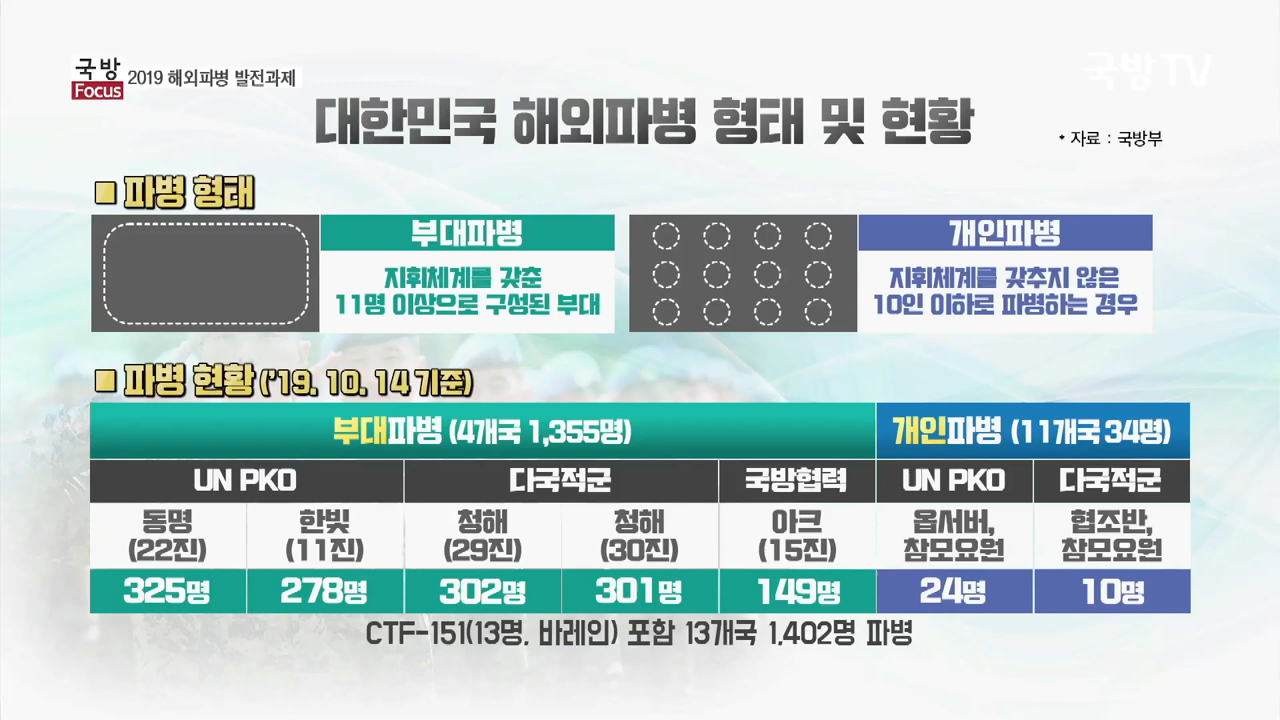 국방
Focus
2019 해외파병 발전과제
국방TV
대한민국 해외파병 형태 및 현황
* 자료 : 국방부
파병 형태
부대파병
지휘체계를 갖춘
11명 이상으로 구성된 부대
개인파병
지휘체계를 갖추지 않은
10인 이하로 파병하는 경우
파병 현황 ('19. 10. 14 기준)
부대파병 (4개국 1,355명)
개인파병 (11개국 34명)
UN PKO
다국적군
국방협력
UN PKO
다국적군
동명
(22진)
한빛
(11진)
청해
(29진)
청해
(30진)
아크
(15진)
옵서버,
참모요원
협조반,
참모요원
325명
278명
302명
301명
149명
24명
10명
CTF-151(13명, 바레인) 포함 13개국 1,402명 파병